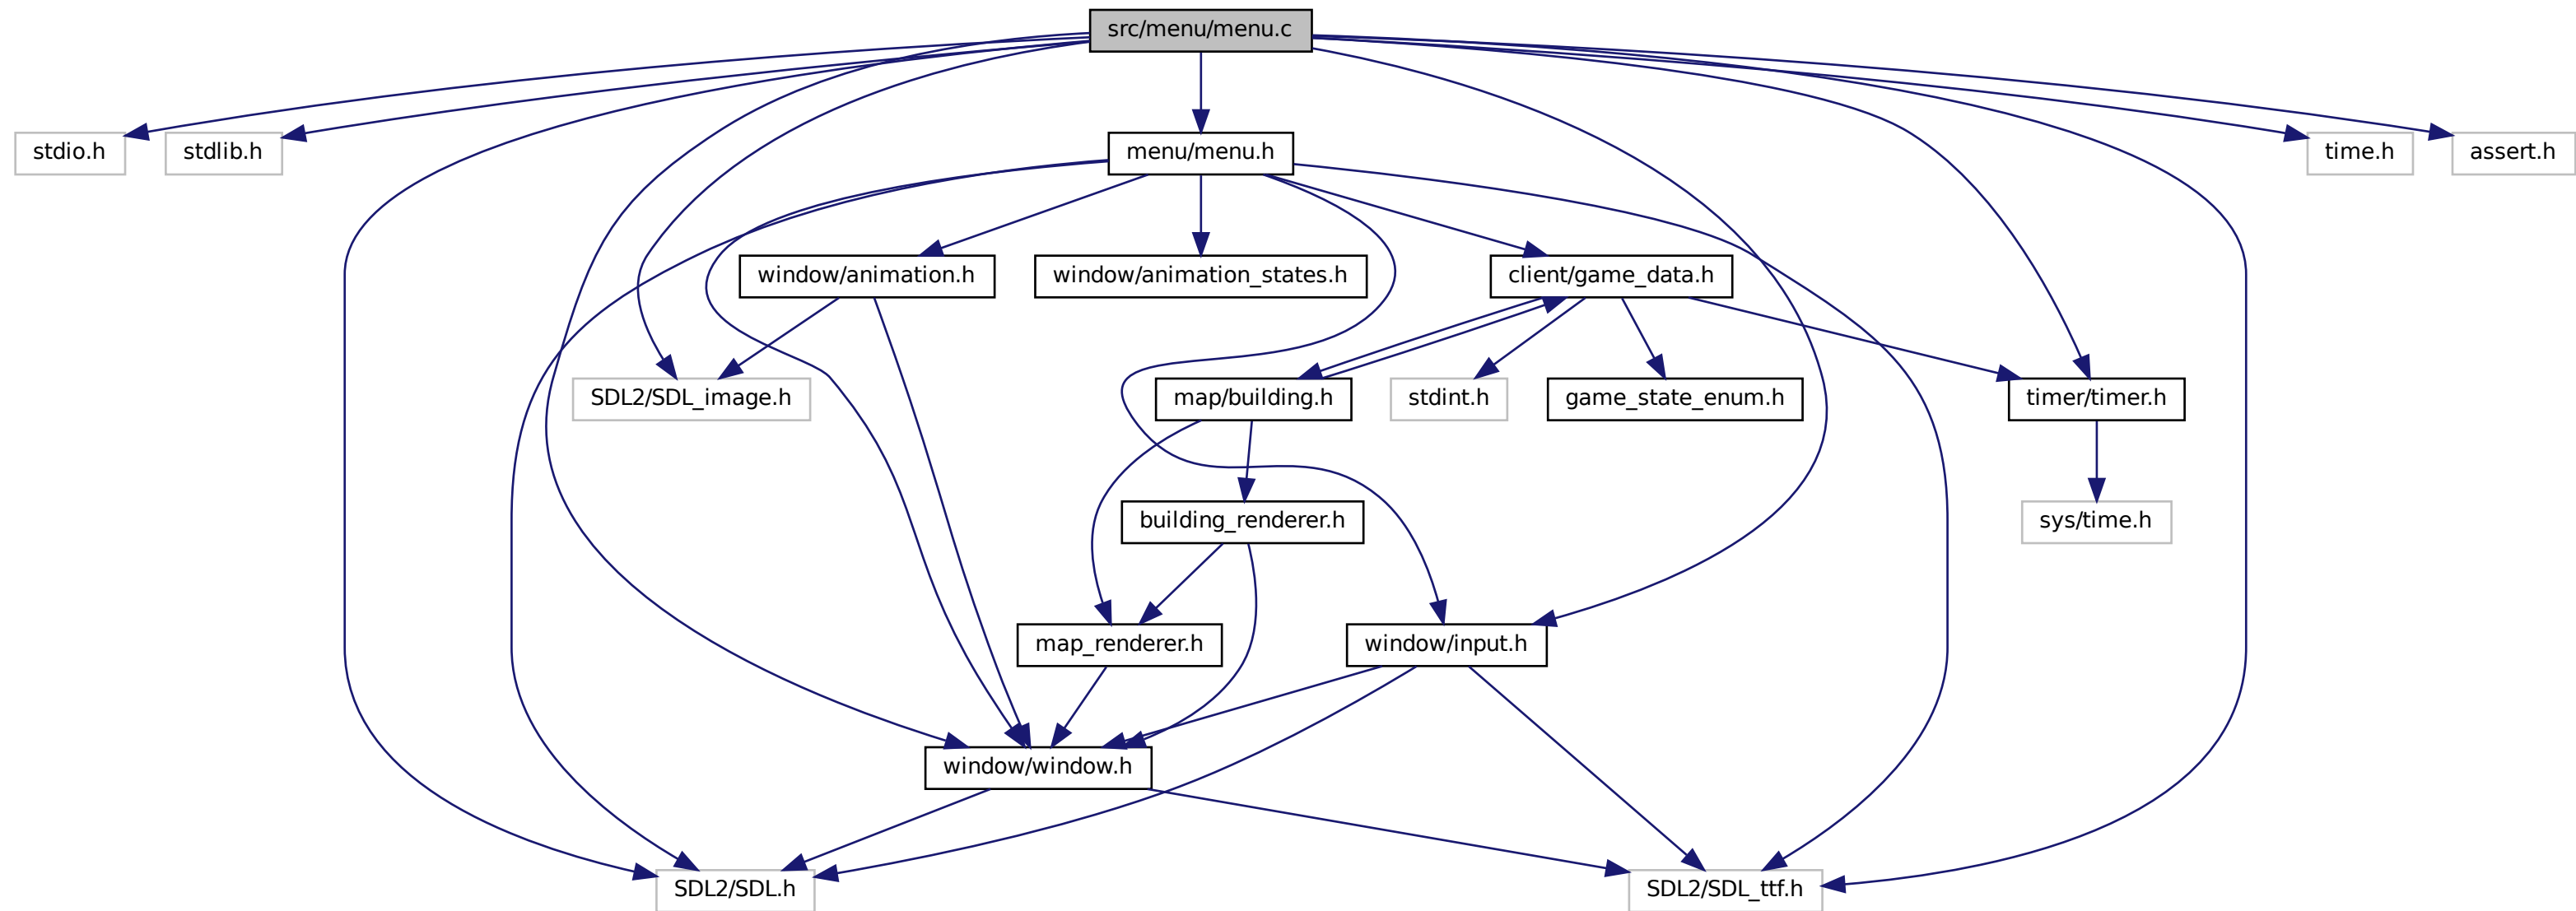 src/menu/menu.c
stdio.h
stdlib.h
menu/menu.h
time.h
assert.h
window/animation.h
window/animation_states.h
client/game_data.h
SDL2/SDL_image.h
map/building.h
stdint.h
game_state_enum.h
timer/timer.h
building_renderer.h
sys/time.h
map_renderer.h
window/input.h
window/window.h
SDL2/SDL.h
SDL2/SDL_ttf.h